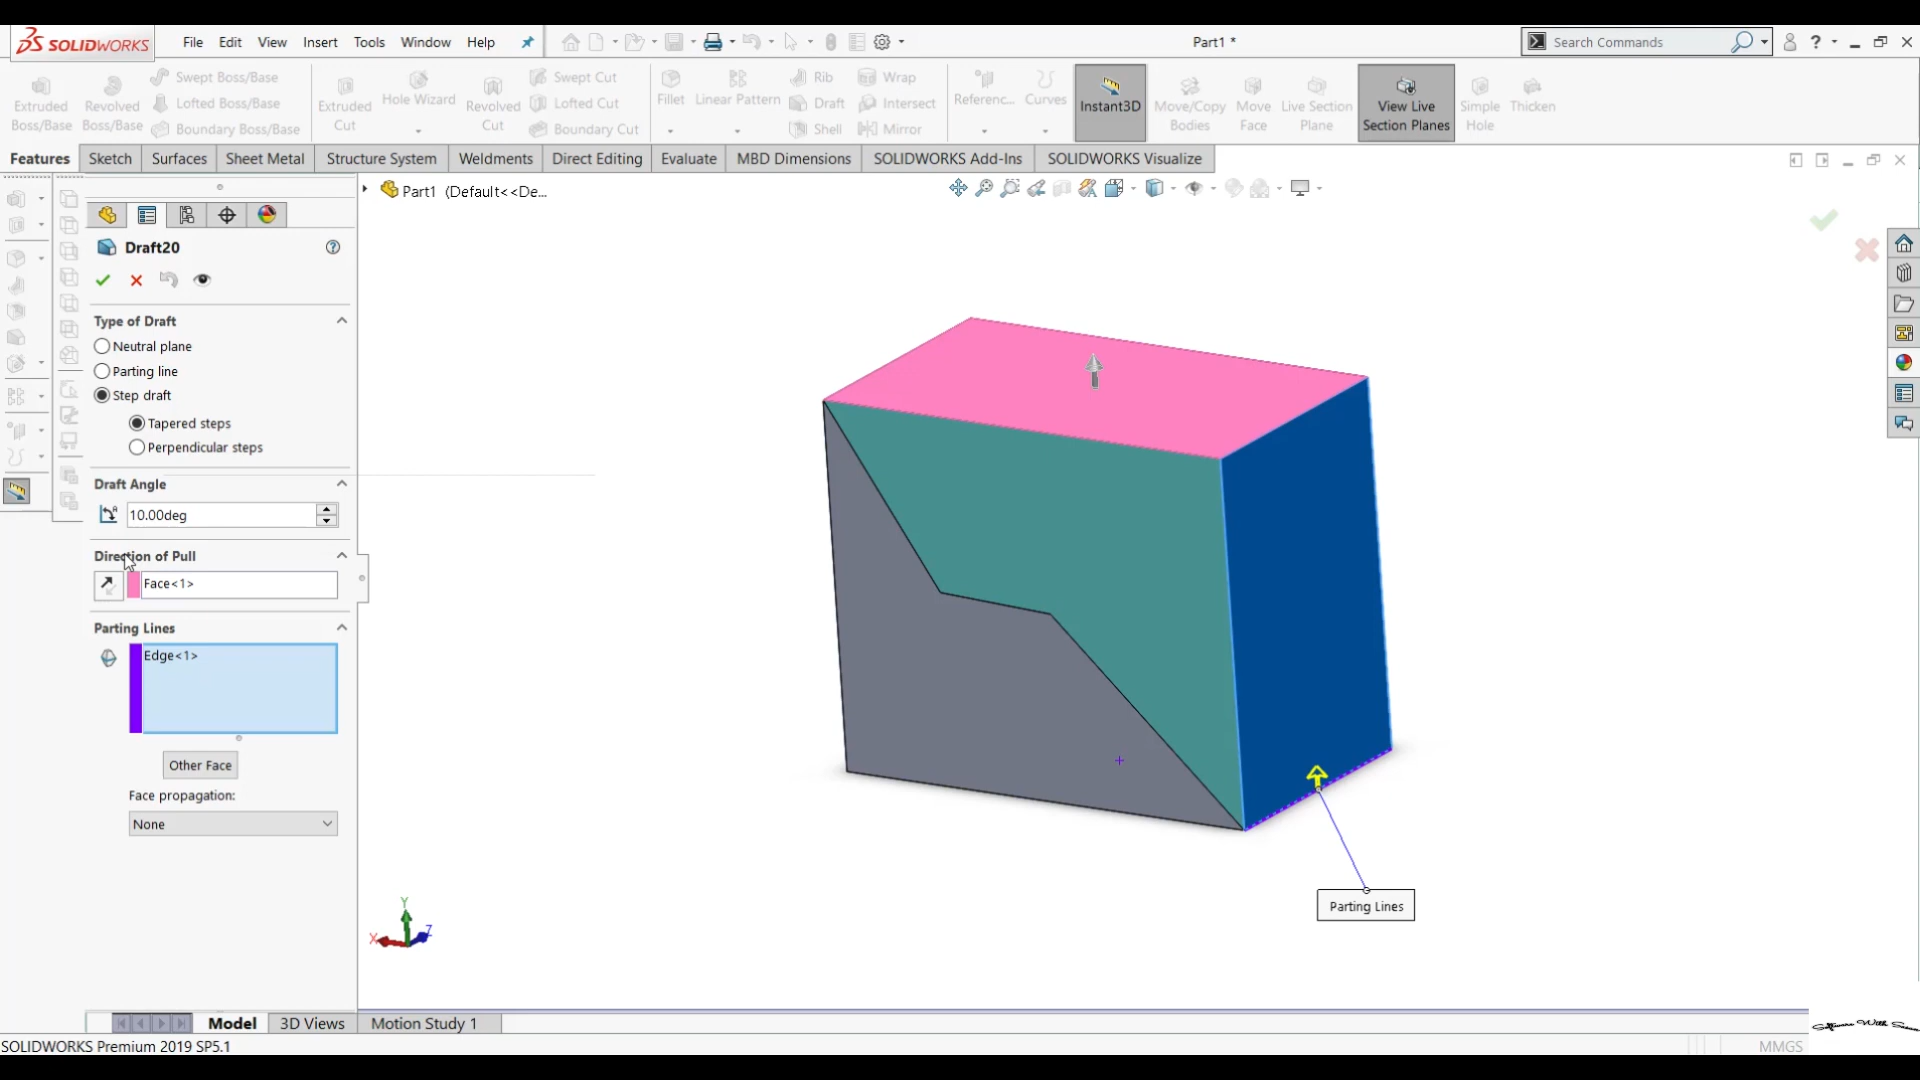 SOLIDWORKS File Edit View Insert Tools Window Help Part1 * Search Commands
Extruded Boss/Base
Revolved Boss/Base
Swept Boss/Base
Lofted Boss/Base
Boundary Boss/Base
Extruded Cut
Hole Wizard
Revolved Cut
Swept Cut
Lofted Cut
Boundary Cut
Fillet
Linear Pattern
Rib
Draft
Shell
Wrap
Intersect
Mirror
Referenc...
Curves
Instant3D
Move/Copy Bodies
Move Face
Live Section Plane
View Live Section Planes
Simple Hole
Thicken
Features Sketch Surfaces Sheet Metal Structure System Weldments Direct Editing Evaluate MBD Dimensions SOLIDWORKS Add-Ins SOLIDWORKS Visualize
Part1 (Default<<De...
Draft20
Type of Draft
Neutral plane
Parting line
Step draft
Tapered steps
Perpendicular steps
Draft Angle
10.00deg
Direction of Pull
Face<1>
Parting Lines
Edge<1>
Other Face
Face propagation:
None
Parting Lines
Y
X
Z
Model 3D Views Motion Study 1
SOLIDWORKS Premium 2019 SP5.1
MMGS